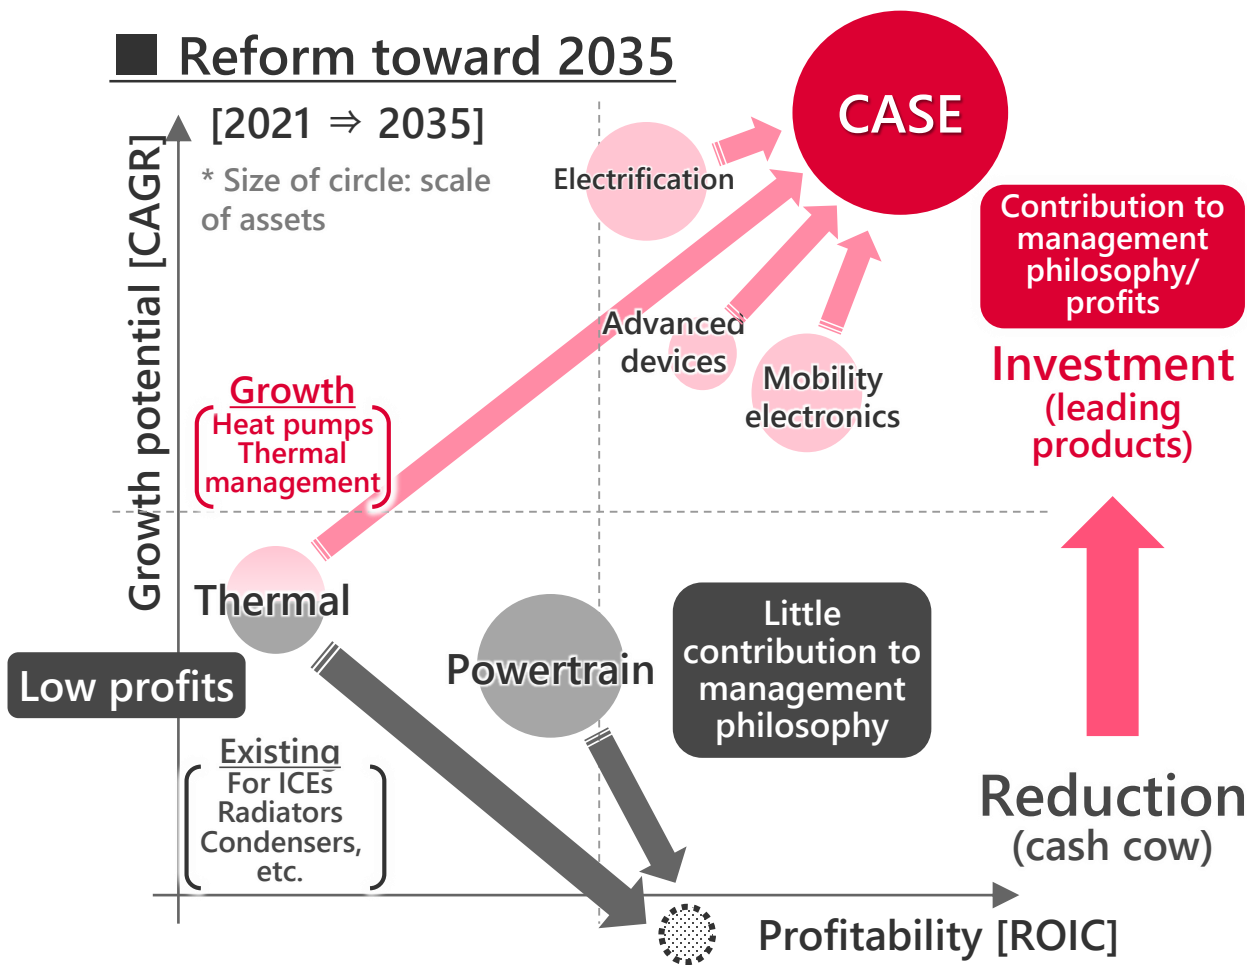 ■ Reform toward 2035
[2021 ⇒ 2035]
* Size of circle: scale
of assets
Growth potential [CAGR]
CASE
Electrification
Contribution to
management
philosophy/
profits
Advanced
devices
Mobility
electronics
Investment
(leading
products)
Growth
Heat pumps
Thermal
management
Thermal
Powertrain
Little
contribution to
management
philosophy
Low profits
Existing
For ICEs
Radiators
Condensers,
etc.
Reduction
(cash cow)
Profitability [ROIC]